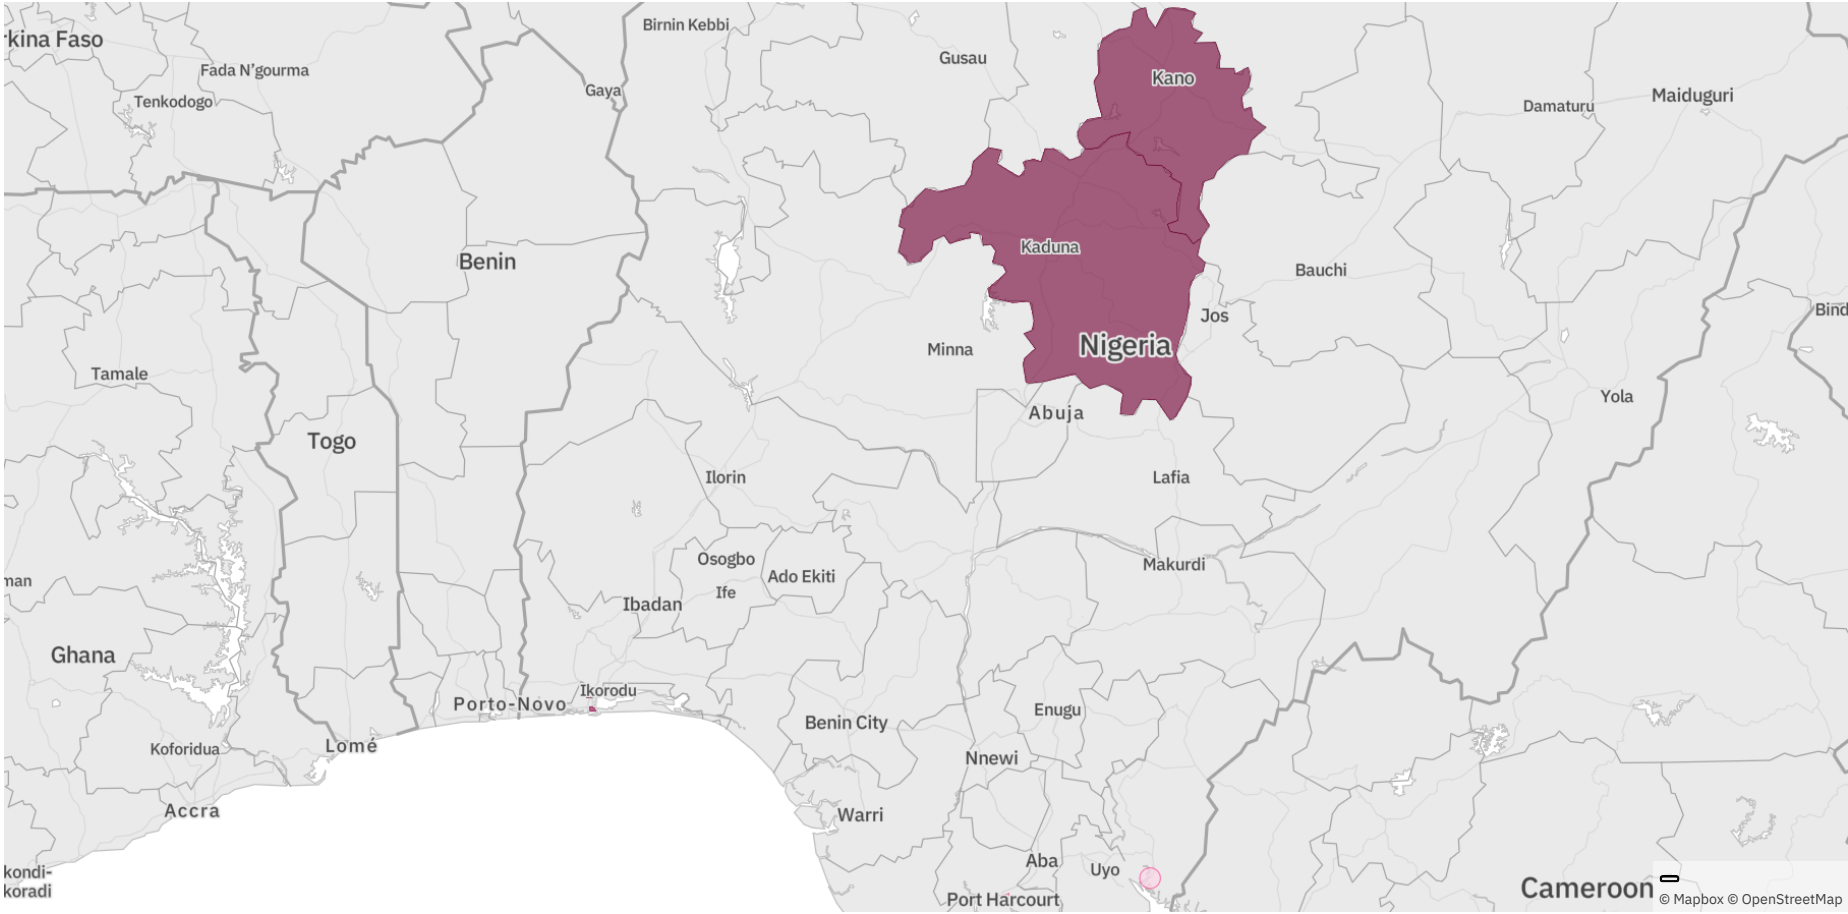 Birnin Kebbi
rkina Faso
Gusau
Fada N'gourma
Kano
Gaya
Maiduguri
Tenkodogo
Damaturu
Kaduna
Benin
Bauchi
Bind
Jos
Nigeria
Minna
Tamale
Yola
Abuja
Togo
Ilorin
Lafia
Osogbo
Makurdi
Ado Ekiti
man
Ife
Ibadan
Ghana
Ikorodu
Porto-Novo
Enugu
Benin City
Koforidua
Lomé
Nnewi
Accra
Warri
Aba
Uyo
kondi-
koradi
Cameroon
Port Harcourt
© Mapbox © OpenStreetMap